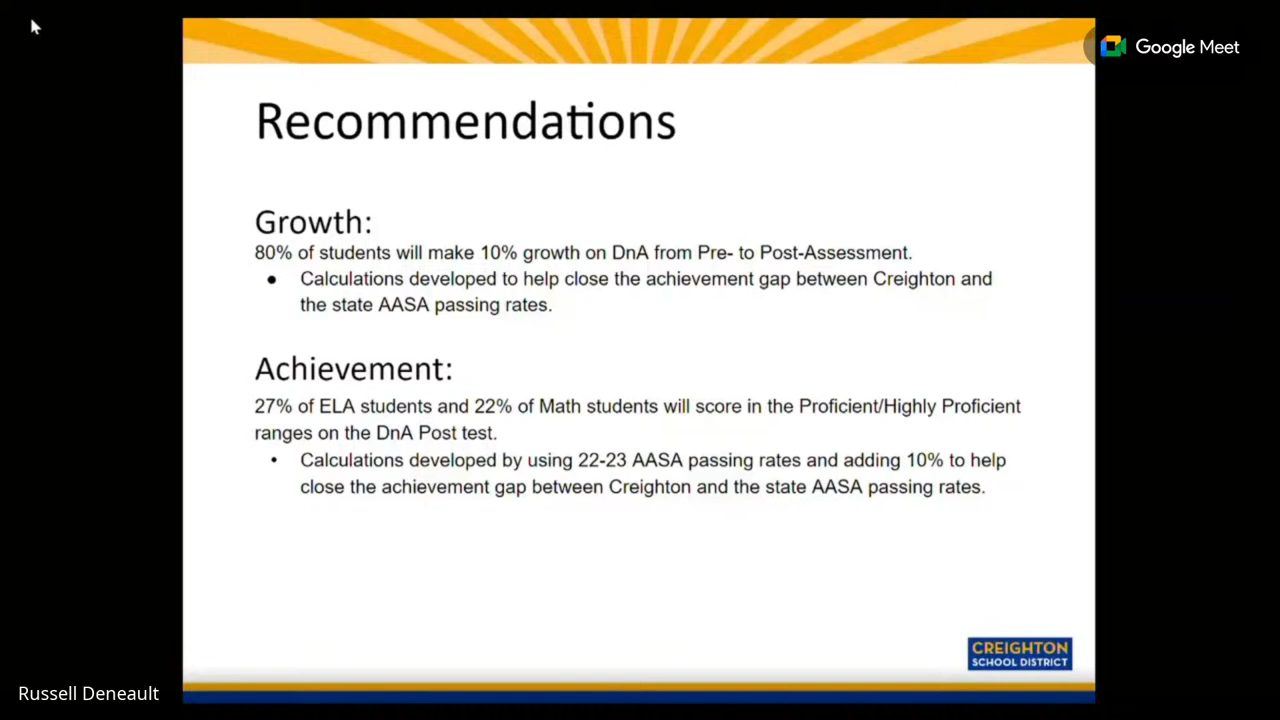 Google Meet
Recommendations
Growth:
80% of students will make 10% growth on DnA from Pre- to Post-Assessment.
● Calculations developed to help close the achievement gap between Creighton and
the state AASA passing rates.
Achievement:
27% of ELA students and 22% of Math students will score in the Proficient/Highly Proficient
ranges on the DnA Post test.
• Calculations developed by using 22-23 AASA passing rates and adding 10% to help
close the achievement gap between Creighton and the state AASA passing rates.
CREIGHTON
SCHOOL DISTRICT
Russell Deneault